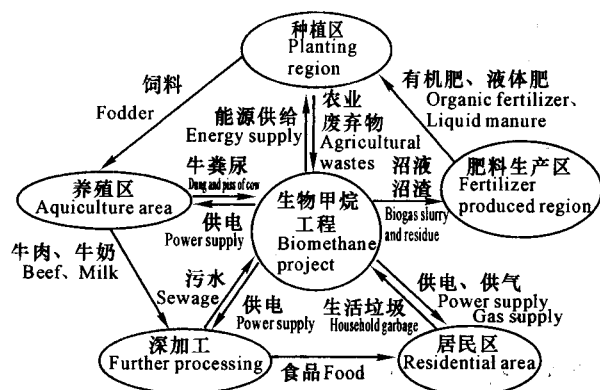 种植区
Planting
region
饲料
Fodder
能源供给
Energy supply
农业
废弃物
Agricultural
wastes
有机肥、液体肥
Organic fertilizer、
Liquid manure
养殖区
Aquiculture area
牛粪尿
Dung and piss of cow
供电
Power supply
生物甲烷
工程
Biomethane
project
沼液
沼渣
Biogas slurry
and residue
肥料生产区
Fertilizer
produced region
牛肉、牛奶
Beef、Milk
污水
Sewage
供电
Power supply
生活垃圾
Household garbage
供电、供气
Power supply
Gas supply
深加工
Further processing
食品Food
居民区
Residential area